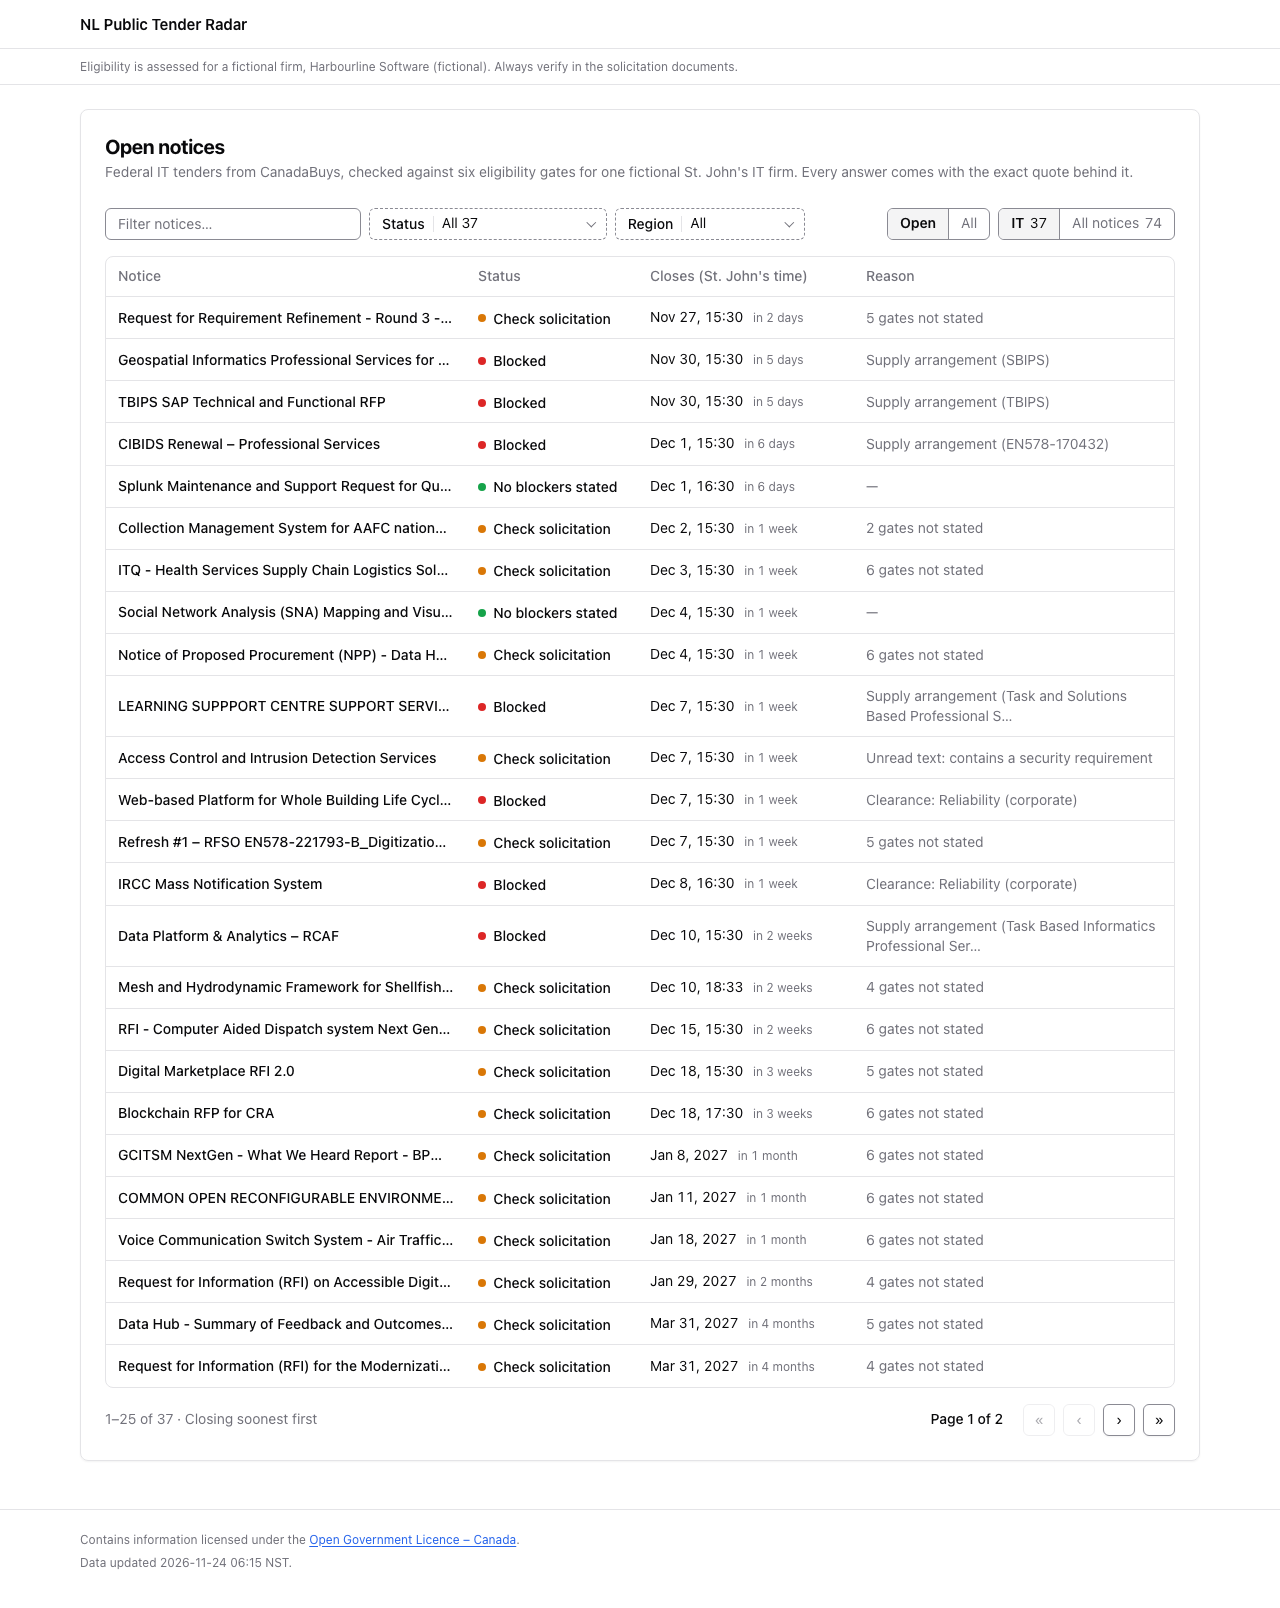 NL Public Tender Radar
Eligibility is assessed for a fictional firm, Harbourline Software (fictional). Always verify in the solicitation documents.
Open notices
Federal IT tenders from CanadaBuys, checked against six eligibility gates for one fictional St. John's IT firm. Every answer comes with the exact quote behind it.
Filter notices... Status All 37 Region All Open All IT 37 All notices 74
Notice Status Closes (St. John's time) Reason
Request for Requirement Refinement - Round 3 -... Check solicitation Nov 27, 15:30 in 2 days 5 gates not stated
Geospatial Informatics Professional Services for ... Blocked Nov 30, 15:30 in 5 days Supply arrangement (SBIPS)
TBIPS SAP Technical and Functional RFP Blocked Nov 30, 15:30 in 5 days Supply arrangement (TBIPS)
CIBIDS Renewal – Professional Services Blocked Dec 1, 15:30 in 6 days Supply arrangement (EN578-170432)
Splunk Maintenance and Support Request for Qu... No blockers stated Dec 1, 16:30 in 6 days —
Collection Management System for AAFC nation... Check solicitation Dec 2, 15:30 in 1 week 2 gates not stated
ITQ - Health Services Supply Chain Logistics Sol... Check solicitation Dec 3, 15:30 in 1 week 6 gates not stated
Social Network Analysis (SNA) Mapping and Visu... No blockers stated Dec 4, 15:30 in 1 week —
Notice of Proposed Procurement (NPP) - Data H... Check solicitation Dec 4, 15:30 in 1 week 6 gates not stated
LEARNING SUPPPORT CENTRE SUPPORT SERVI... Blocked Dec 7, 15:30 in 1 week Supply arrangement (Task and Solutions
Based Professional S...
Access Control and Intrusion Detection Services Check solicitation Dec 7, 15:30 in 1 week Unread text: contains a security requirement
Web-based Platform for Whole Building Life Cycl... Blocked Dec 7, 15:30 in 1 week Clearance: Reliability (corporate)
Refresh #1 – RFSO EN578-221793-B_Digitizatio... Check solicitation Dec 7, 15:30 in 1 week 5 gates not stated
IRCC Mass Notification System Blocked Dec 8, 16:30 in 1 week Clearance: Reliability (corporate)
Data Platform & Analytics – RCAF Blocked Dec 10, 15:30 in 2 weeks Supply arrangement (Task Based Informatics
Professional Ser...
Mesh and Hydrodynamic Framework for Shellfish... Check solicitation Dec 10, 18:33 in 2 weeks 4 gates not stated
RFI - Computer Aided Dispatch system Next Gen... Check solicitation Dec 15, 15:30 in 2 weeks 6 gates not stated
Digital Marketplace RFI 2.0 Check solicitation Dec 18, 15:30 in 3 weeks 5 gates not stated
Blockchain RFP for CRA Check solicitation Dec 18, 17:30 in 3 weeks 6 gates not stated
GCITSM NextGen - What We Heard Report - BP... Check solicitation Jan 8, 2027 in 1 month 6 gates not stated
COMMON OPEN RECONFIGURABLE ENVIRONME... Check solicitation Jan 11, 2027 in 1 month 6 gates not stated
Voice Communication Switch System - Air Traffic... Check solicitation Jan 18, 2027 in 1 month 6 gates not stated
Request for Information (RFI) on Accessible Digit... Check solicitation Jan 29, 2027 in 2 months 4 gates not stated
Data Hub - Summary of Feedback and Outcomes... Check solicitation Mar 31, 2027 in 4 months 5 gates not stated
Request for Information (RFI) for the Modernizati... Check solicitation Mar 31, 2027 in 4 months 4 gates not stated
1–25 of 37 · Closing soonest first Page 1 of 2 « ‹ › »
Contains information licensed under the Open Government Licence – Canada.
Data updated 2026-11-24 06:15 NST.